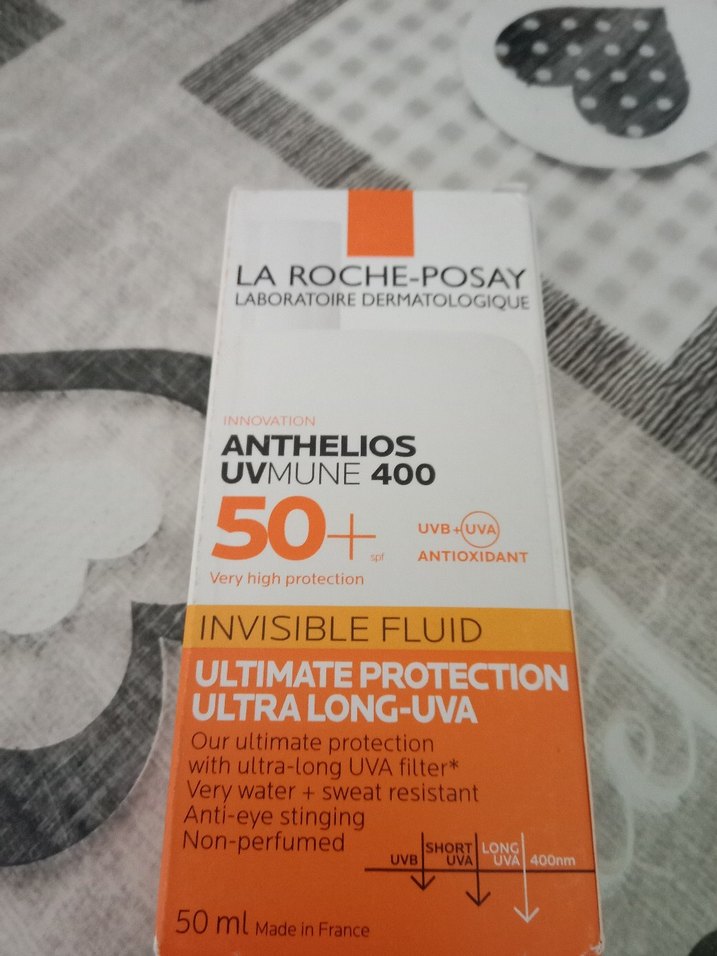 LA ROCHE-POSAY
LABORATOIRE DERMATOLOGIQUE
INNOVATION
ANTHELIOS
UVMUNE 400
50+ spf
UVB+UVA
ANTIOXIDANT
Very high protection
INVISIBLE FLUID
ULTIMATE PROTECTION
ULTRA LONG-UVA
Our ultimate protection
with ultra-long UVA filter*
Very water + sweat resistant
Anti-eye stinging
Non-perfumed
UVB
SHORT
UVA
LONG
UVA
400nm
50 ml Made in France